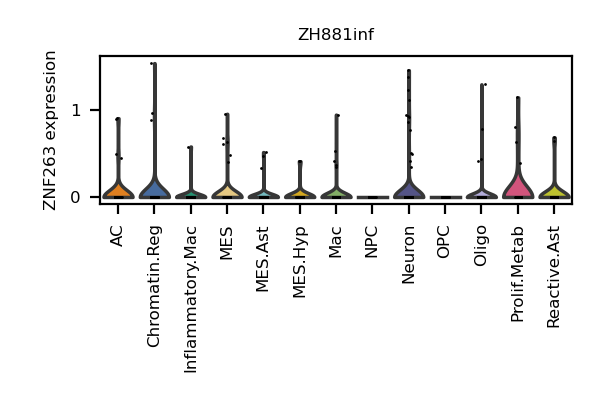 ZH881inf
ZNF263 expression
1
0
AC
Chromatin.Reg
Inflammatory.Mac
MES
MES.Ast
MES.Hyp
Mac
NPC
Neuron
OPC
Oligo
Prolif.Metab
Reactive.Ast